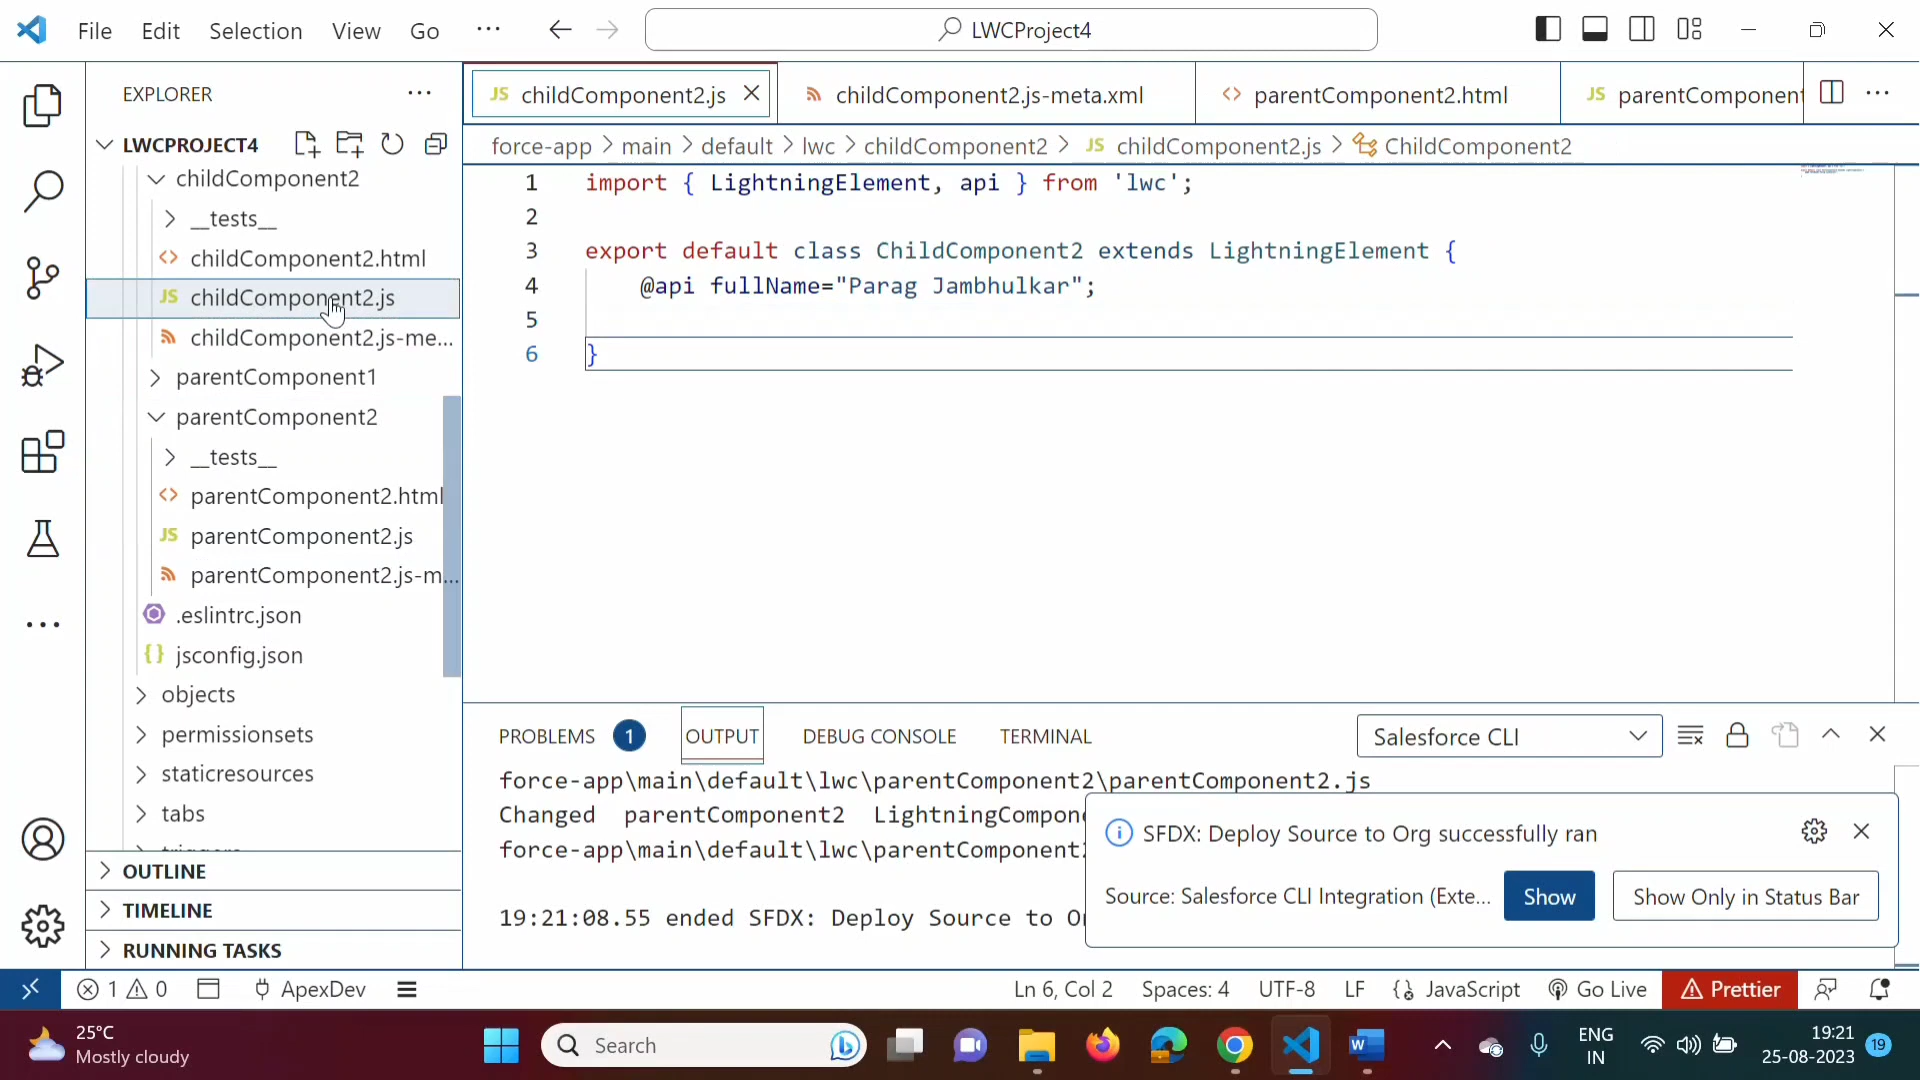 File Edit Selection View Go ··· LWCProject4
EXPLORER ···
LWCPROJECT4
childComponent2
__tests__
childComponent2.html
JS childComponent2.js
childComponent2.js-me...
parentComponent1
parentComponent2
__tests__
parentComponent2.html
JS parentComponent2.js
parentComponent2.js-m...
.eslintrc.json
{} jsconfig.json
objects
permissionsets
staticresources
tabs
OUTLINE
TIMELINE
RUNNING TASKS
JS childComponent2.js childComponent2.js-meta.xml <> parentComponent2.html JS parentComponent
force-app > main > default > lwc > childComponent2 > JS childComponent2.js > ChildComponent2
1 import { LightningElement, api } from 'lwc';
2
3 export default class ChildComponent2 extends LightningElement {
4 @api fullName="Parag Jambhulkar";
5
6 }
PROBLEMS 1 OUTPUT DEBUG CONSOLE TERMINAL Salesforce CLI
force-app\main\default\lwc\parentComponent2\parentComponent2.js
Changed parentComponent2 LightningCompone
force-app\main\default\lwc\parentComponent2
19:21:08.55 ended SFDX: Deploy Source to Or
SFDX: Deploy Source to Org successfully ran
Source: Salesforce CLI Integration (Exte... Show Show Only in Status Bar
1 0 ApexDev Ln 6, Col 2 Spaces: 4 UTF-8 LF JavaScript Go Live Prettier
25°C
Mostly cloudy
Search
ENG
IN
19:21
25-08-2023
19